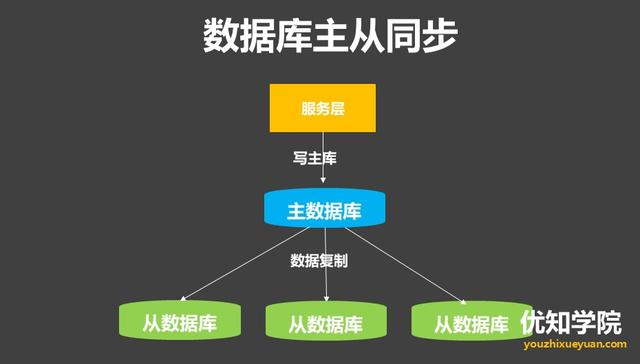 数据库主从同步
服务层
写主库
主数据库
数据复制
从数据库 从数据库 从数据库
优知学院
youzhixueyuan.com